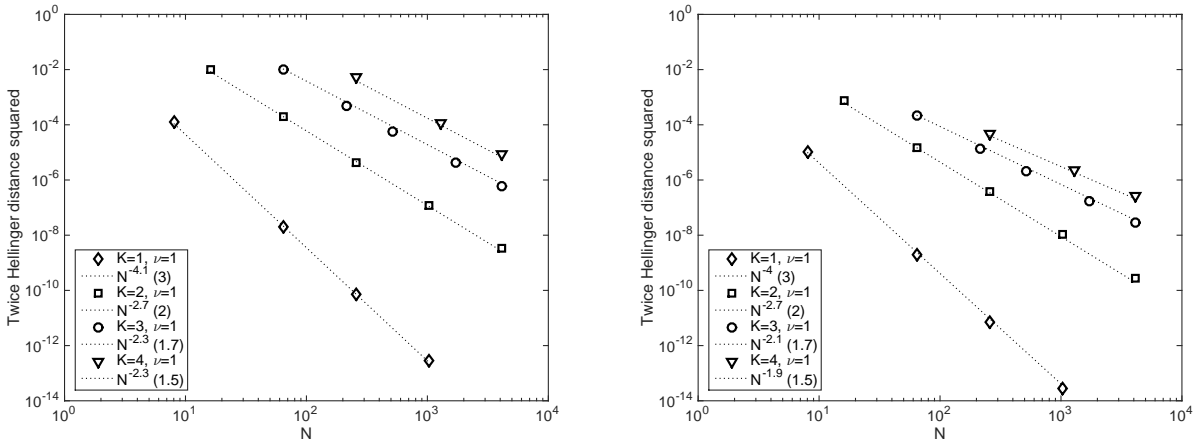 10^0
10^-2
10^-4
10^-6
10^-8
10^-10
10^-12
10^-14
Twice Hellinger distance squared
K=1, ν=1
N^-4.1 (3)
K=2, ν=1
N^-2.7 (2)
K=3, ν=1
N^-2.3 (1.7)
K=4, ν=1
N^-2.3 (1.5)
10^0 10^1 10^2 10^3 10^4
N
10^0
10^-2
10^-4
10^-6
10^-8
10^-10
10^-12
10^-14
Twice Hellinger distance squared
K=1, ν=1
N^-4 (3)
K=2, ν=1
N^-2.7 (2)
K=3, ν=1
N^-2.1 (1.7)
K=4, ν=1
N^-1.9 (1.5)
10^0 10^1 10^2 10^3 10^4
N